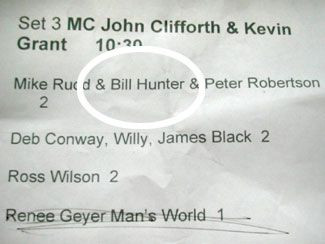 Set 3 MC John Clifforth & Kevin
Grant 10:30
Mike Rudd & Bill Hunter & Peter Robertson
2
Deb Conway, Willy, James Black 2
Ross Wilson 2
Renee Geyer Man's World 1